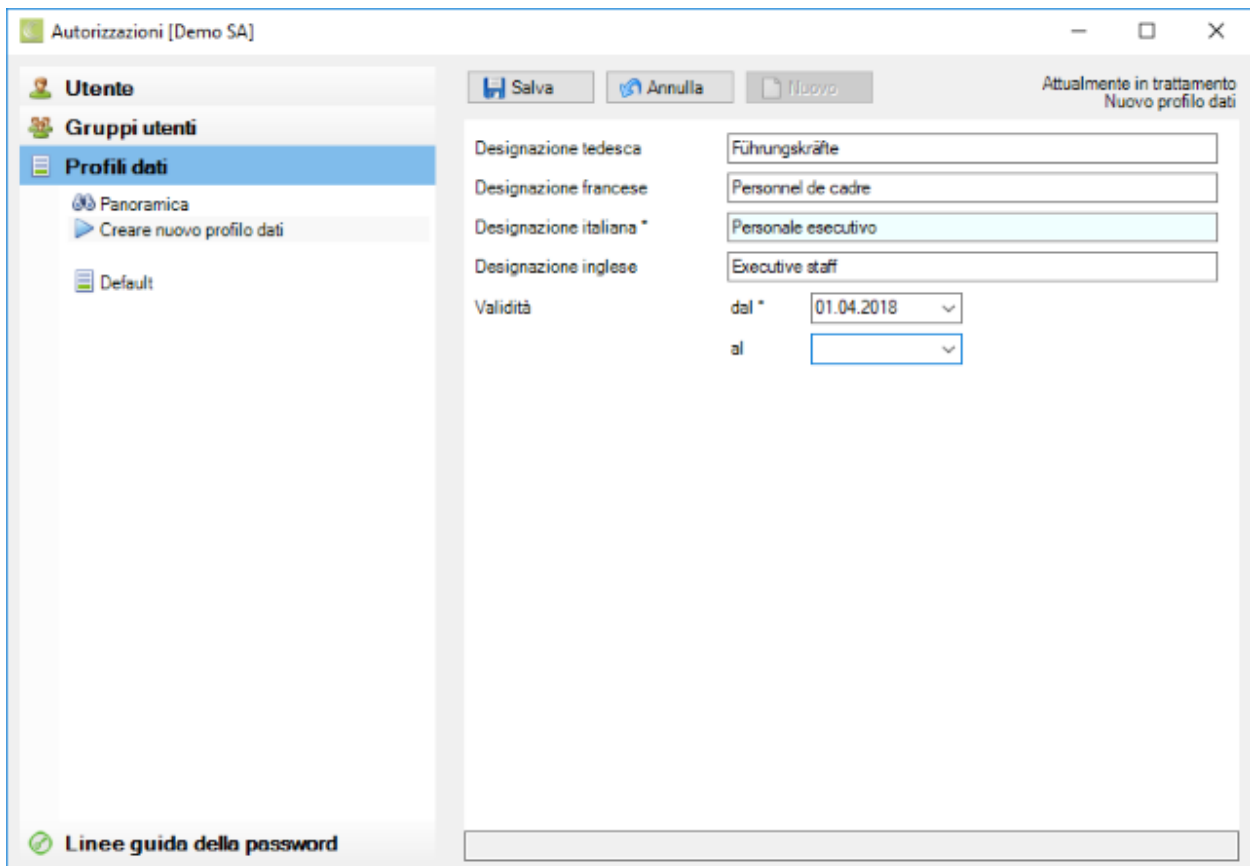 Autorizzazioni [Demo SA]
Utente
Gruppi utenti
Profili dati
Panoramica
Creare nuovo profilo dati
Default
Linee guida della password
Salva
Annulla
Nuovo
Attualmente in trattamento
Nuovo profilo dati
Designazione tedesca Führungskräfte
Designazione francese Personnel de cadre
Designazione italiana * Personale esecutivo
Designazione inglese Executive staff
Validità dal * 01.04.2018
al